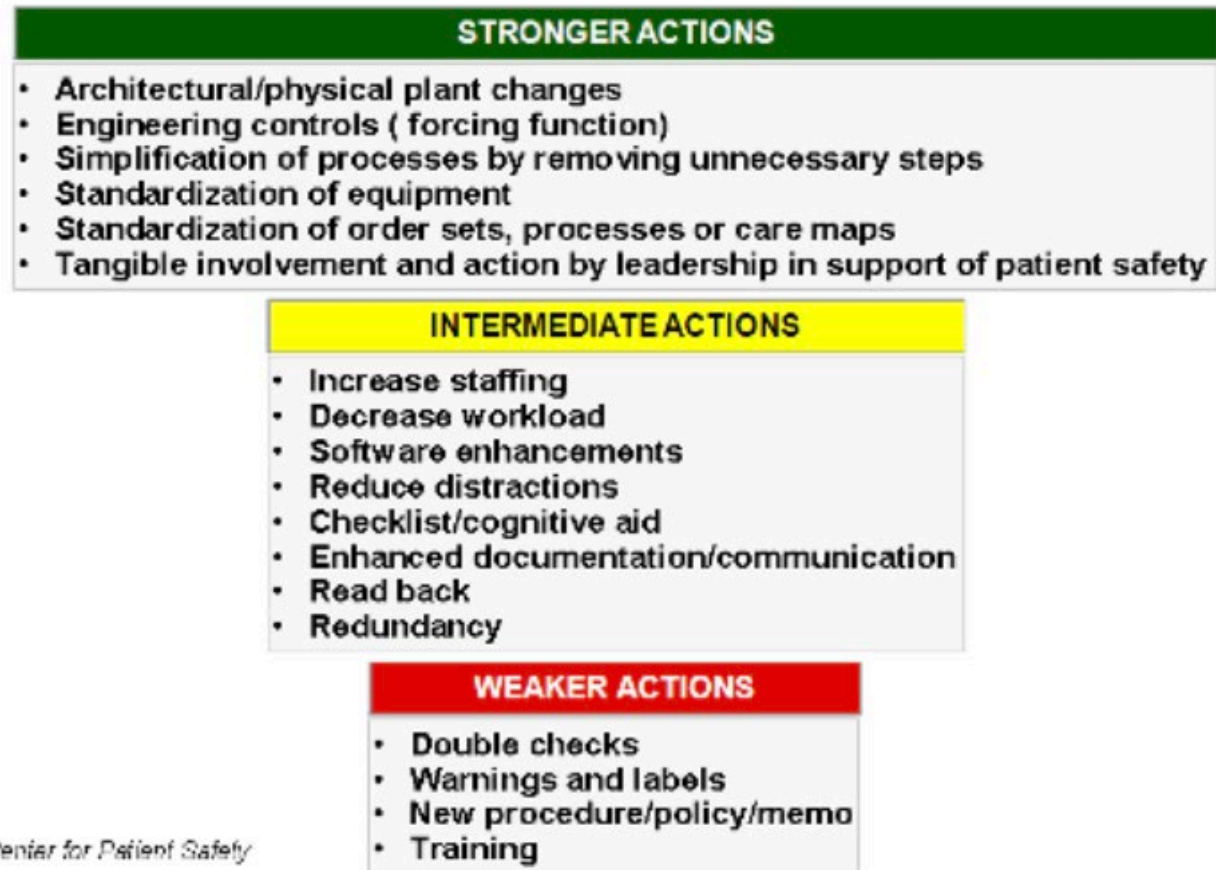 STRONGER ACTIONS
• Architectural/physical plant changes
• Engineering controls ( forcing function)
• Simplification of processes by removing unnecessary steps
• Standardization of equipment
• Standardization of order sets, processes or care maps
• Tangible involvement and action by leadership in support of patient safety
INTERMEDIATE ACTIONS
• Increase staffing
• Decrease workload
• Software enhancements
• Reduce distractions
• Checklist/cognitive aid
• Enhanced documentation/communication
• Read back
• Redundancy
WEAKER ACTIONS
• Double checks
• Warnings and labels
• New procedure/policy/memo
• Training
for Patient Safety